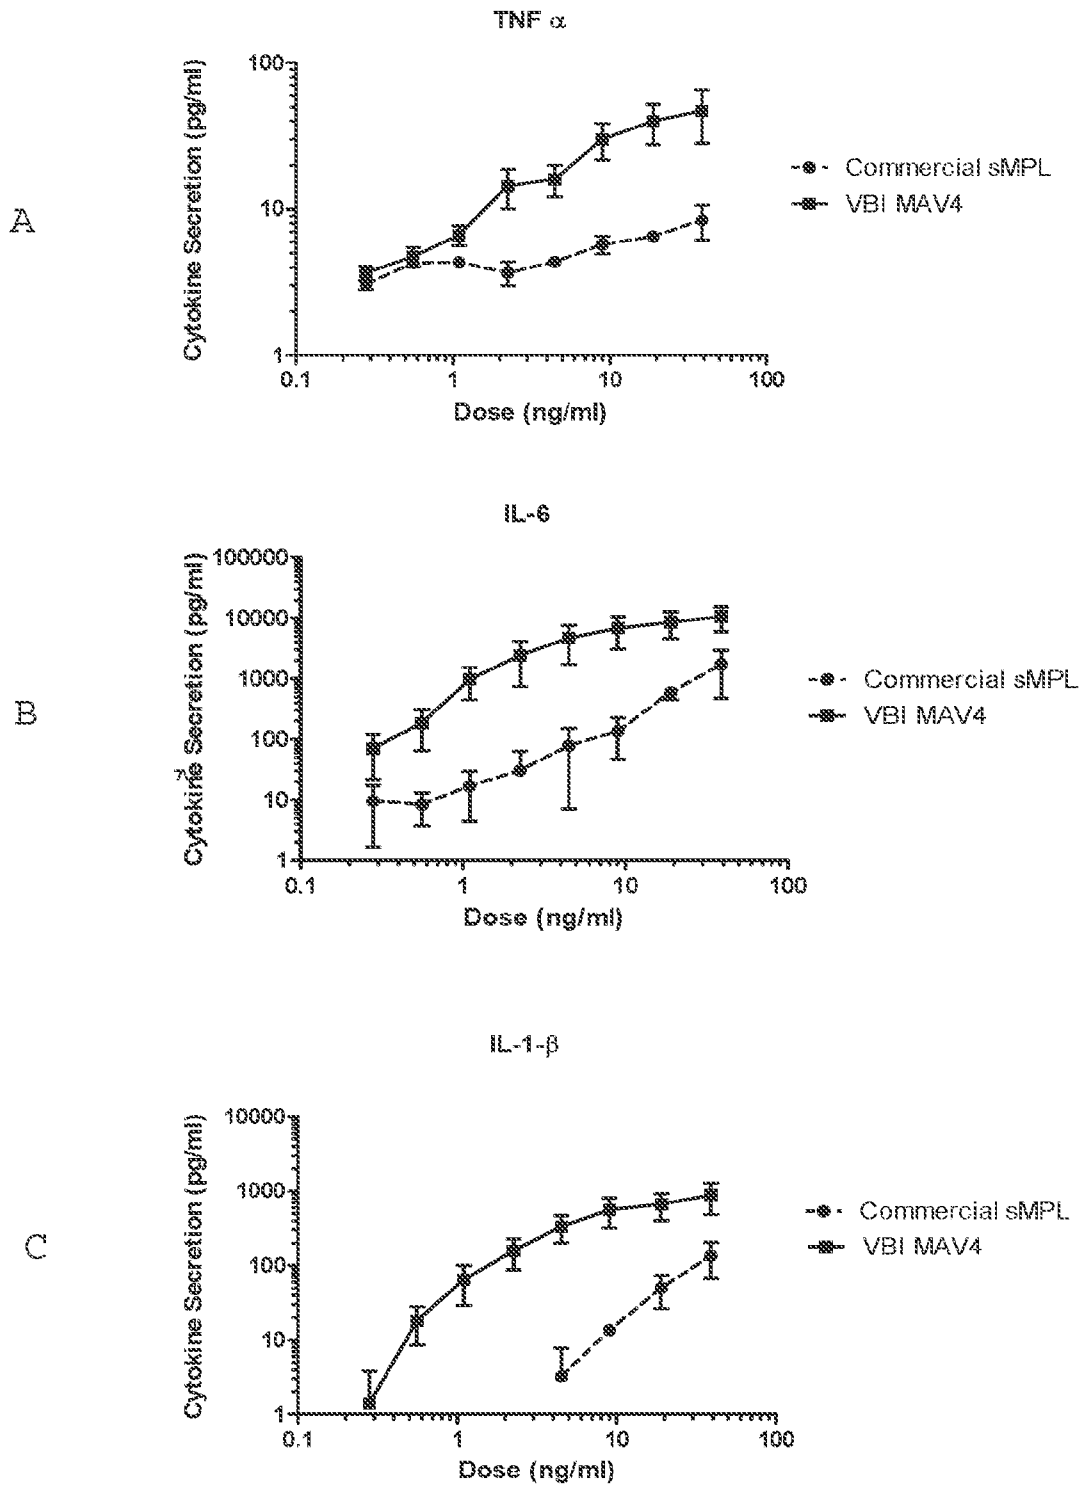 TNF α
A
Cytokine Secretion (pg/ml)
100
10
1
0.1 1 10 100
Dose (ng/ml)
Commercial sMPL
VBI MAV4
IL-6
B
Cytokine Secretion (pg/ml)
100000
10000
1000
100
10
1
0.1 1 10 100
Dose (ng/ml)
Commercial sMPL
VBI MAV4
IL-1-β
C
Cytokine Secretion (pg/ml)
10000
1000
100
10
1
0.1 1 10 100
Dose (ng/ml)
Commercial sMPL
VBI MAV4